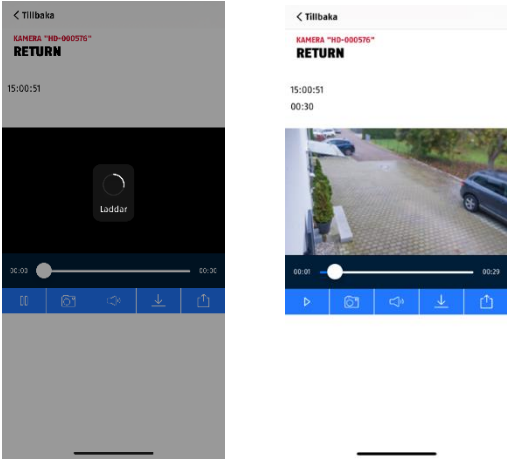 Tillbaka
KAMERA "HD-000576"
RETURN
15:00:51
Laddar
00:00
00:00
Tillbaka
KAMERA "HD-000576"
RETURN
15:00:51
00:30
00:01
00:29